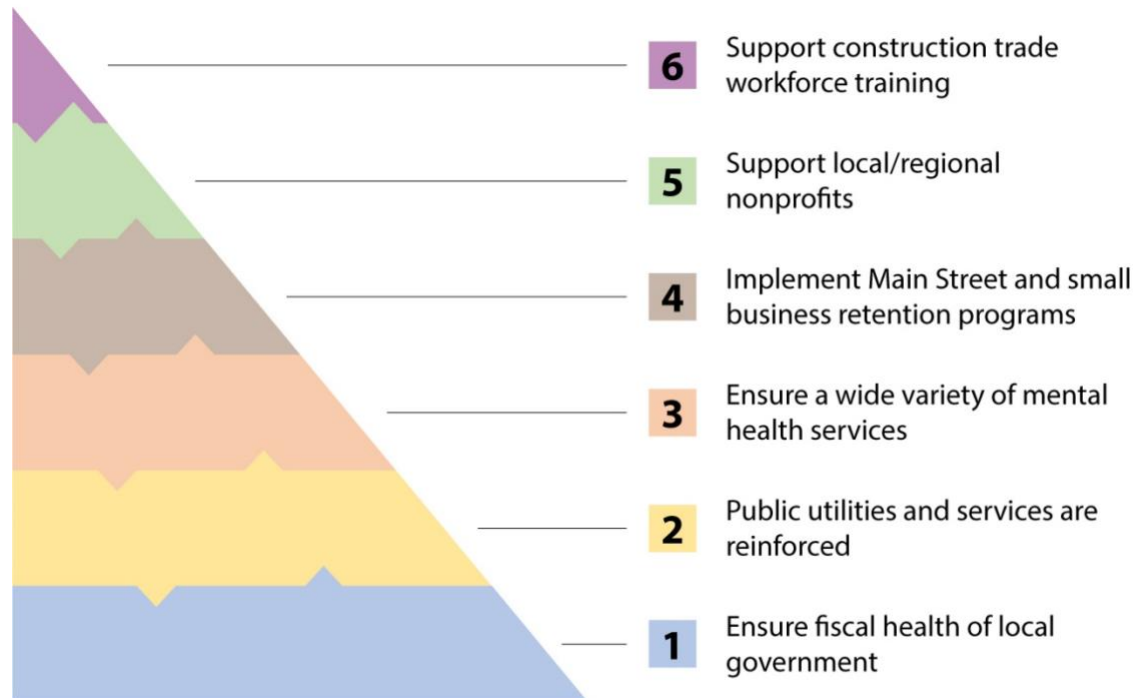 6 Support construction trade
workforce training
5 Support local/regional
nonprofits
4 Implement Main Street and small
business retention programs
3 Ensure a wide variety of mental
health services
2 Public utilities and services are
reinforced
1 Ensure fiscal health of local
government